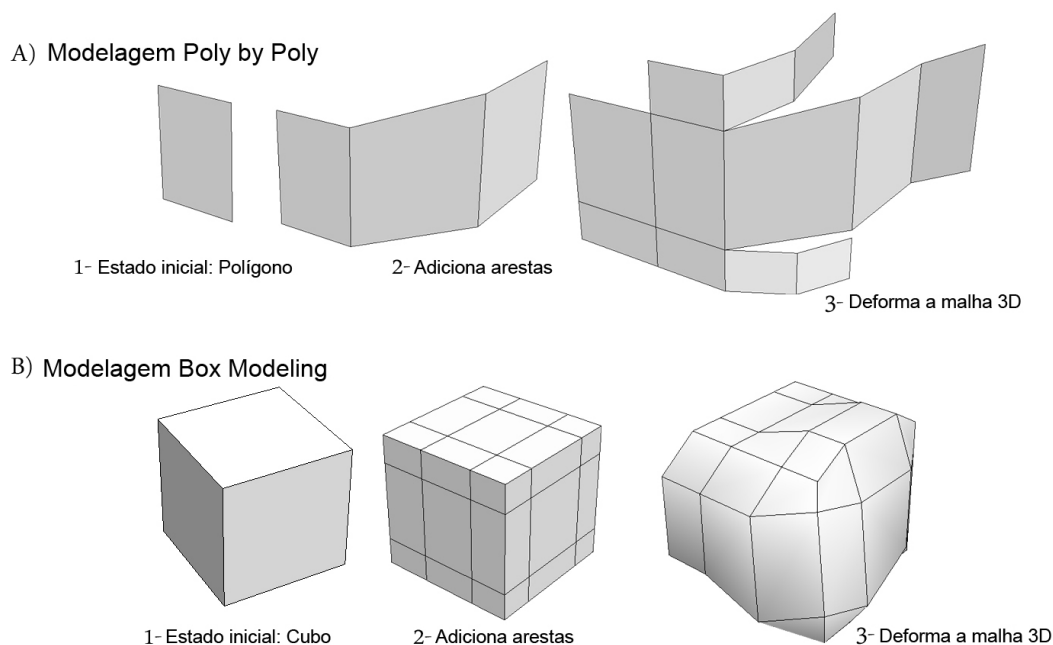 A) Modelagem Poly by Poly
1- Estado inicial: Polígono
2- Adiciona arestas
3- Deforma a malha 3D
B) Modelagem Box Modeling
1- Estado inicial: Cubo
2- Adiciona arestas
3- Deforma a malha 3D